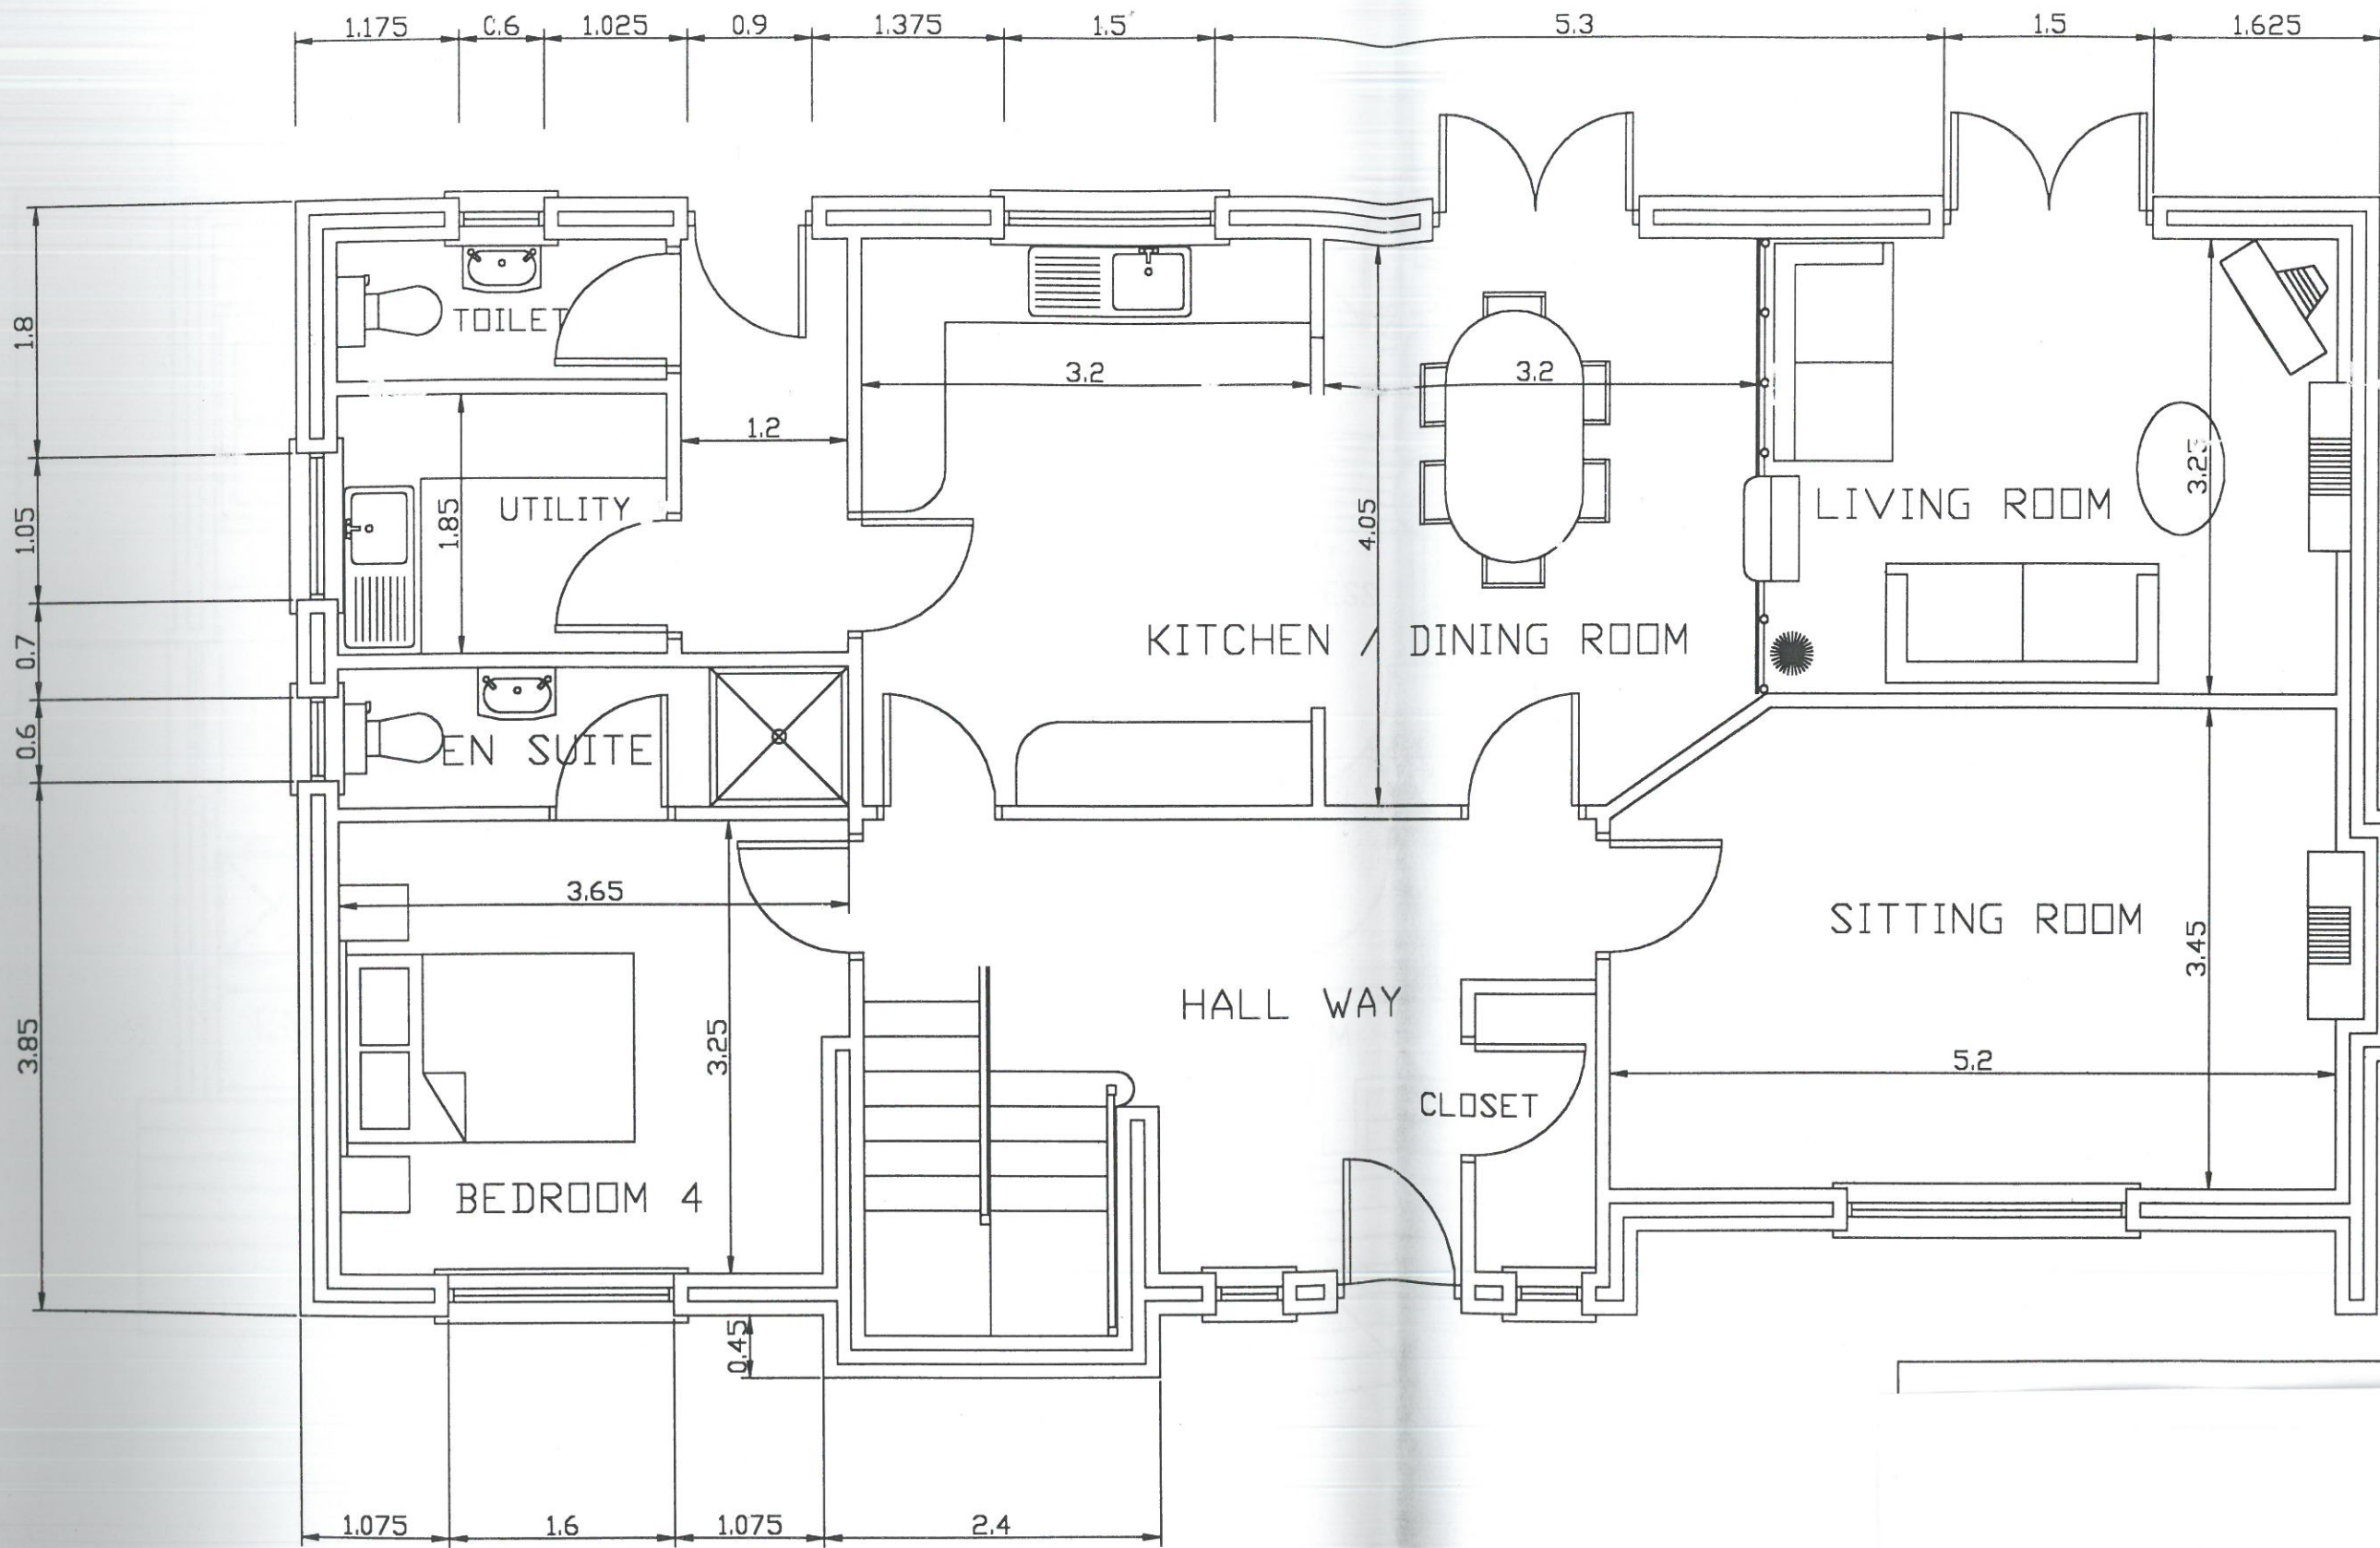 1.175 0.6 1.025 0.9 1.375 1.5 5.3 1.5 1.625
1.8
TOILET
3.2 3.2
1.2
3.25
1.05
UTILITY
1.85
4.05
LIVING ROOM
0.7
KITCHEN / DINING ROOM
0.6
EN SUITE
3.65
SITTING ROOM
3.45
HALL WAY
3.85
3.25
5.2
CLOSET
BEDROOM 4
0.45
1.075 1.6 1.075 2.4